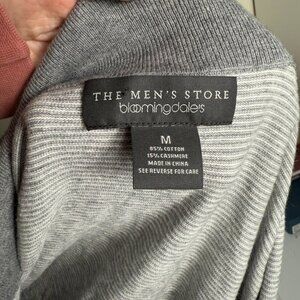 THE MEN'S STORE
bloomingdale's
M
85% COTTON
15% CASHMERE
MADE IN CHINA
SEE REVERSE FOR CARE